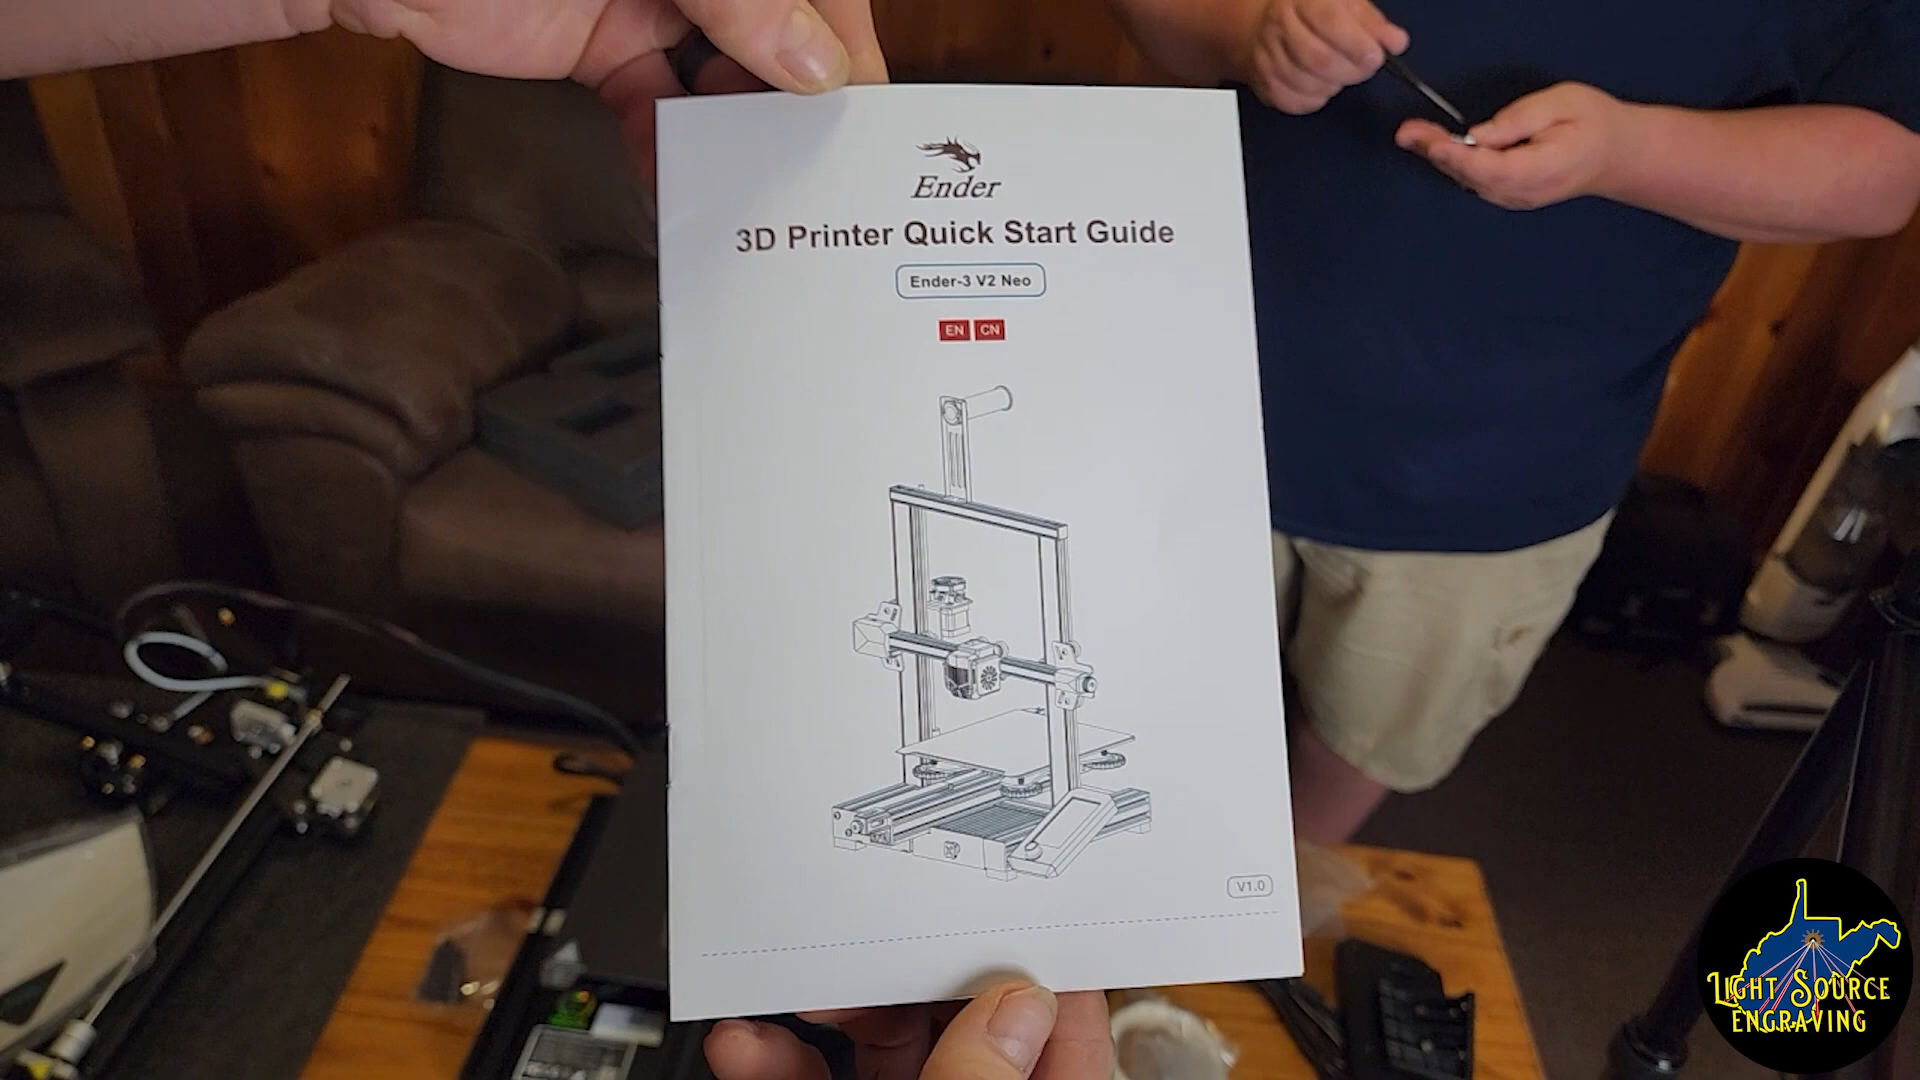 Ender
3D Printer Quick Start Guide
Ender-3 V2 Neo
EN CN
V1.0
LIGHT SOURCE
ENGRAVING